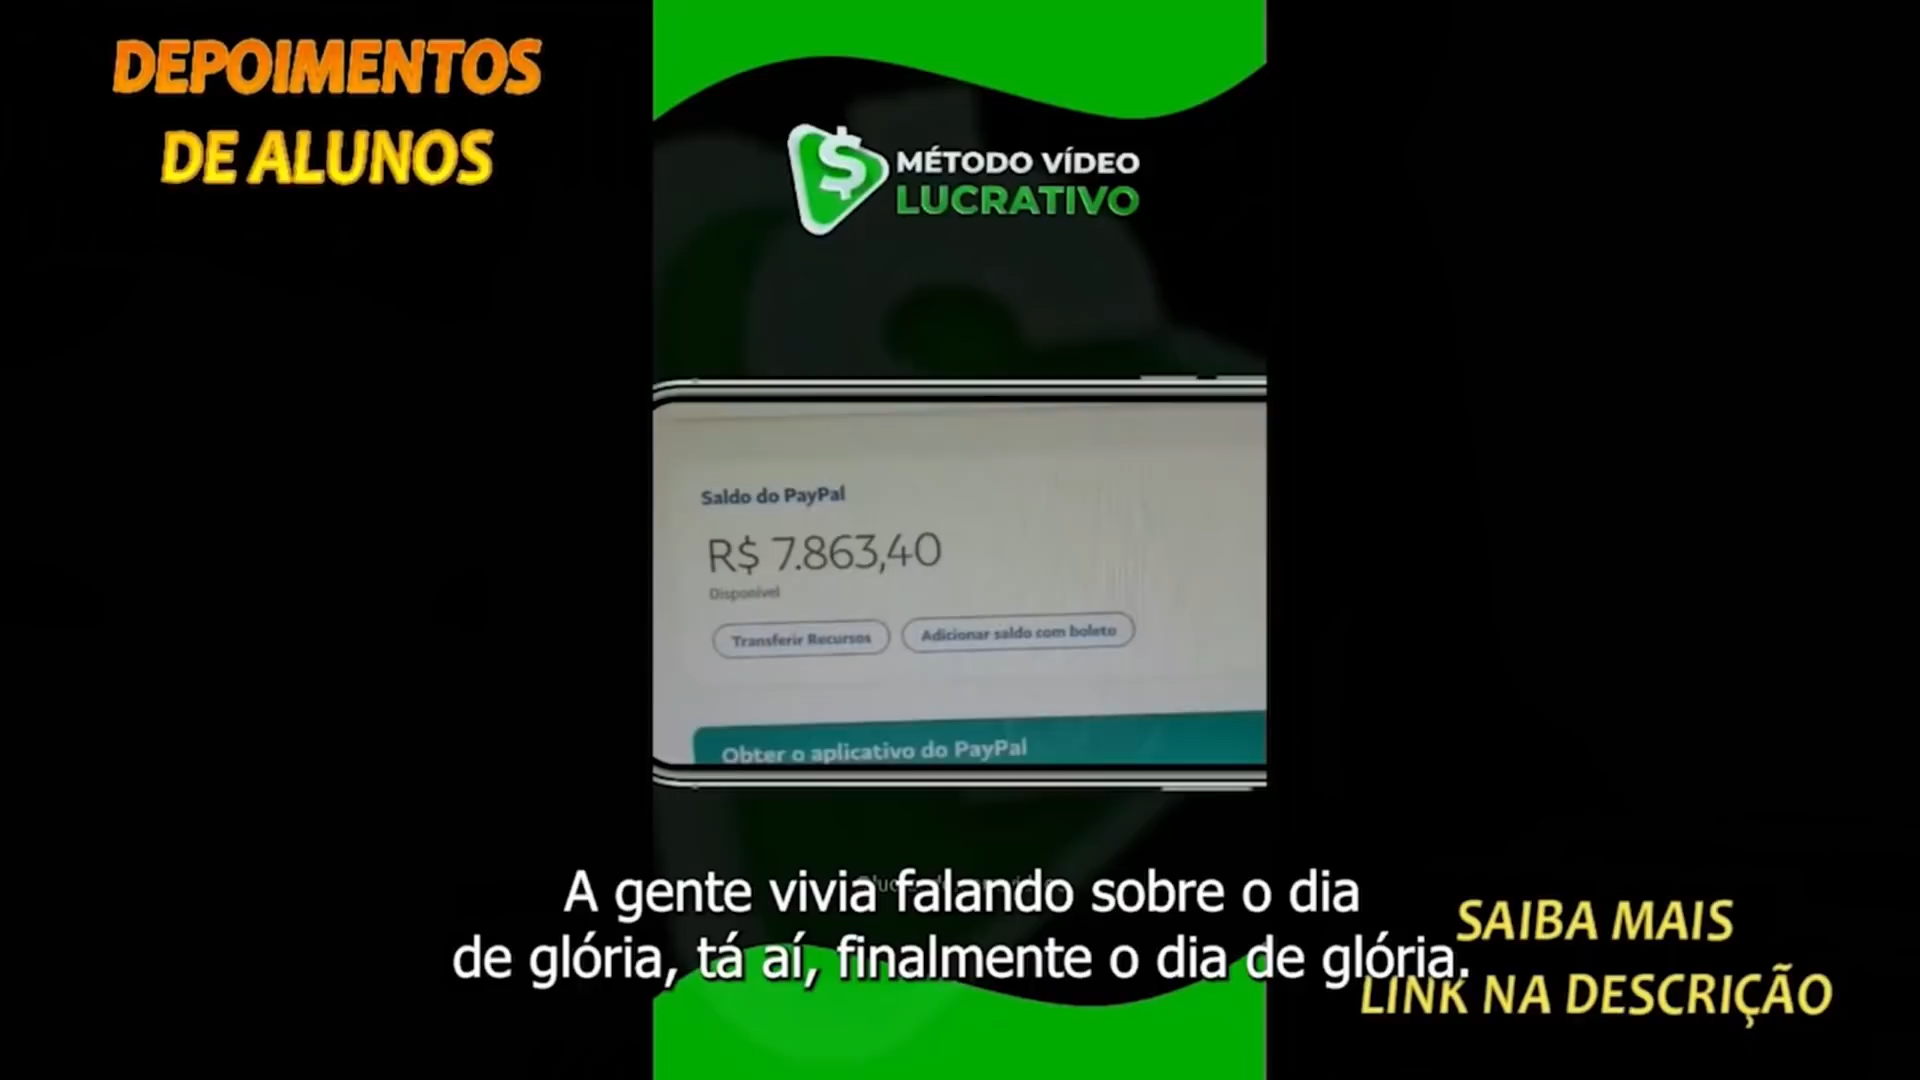 DEPOIMENTOS
DE ALUNOS
$
MÉTODO VÍDEO
LUCRATIVO
Saldo do PayPal
R$ 7.863,40
Disponível
Transferir Recursos
Adicionar saldo com boleto
Obter o aplicativo do PayPal
A gente vivia falando sobre o dia
de glória, tá aí, finalmente o dia de glória.
SAIBA MAIS
LINK NA DESCRIÇÃO